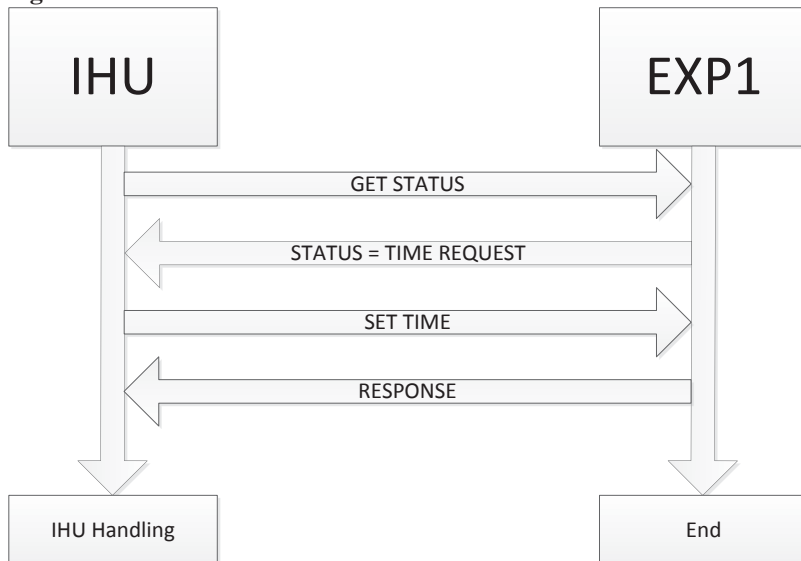 IHU
EXP1
GET STATUS
STATUS = TIME REQUEST
SET TIME
RESPONSE
IHU Handling
End